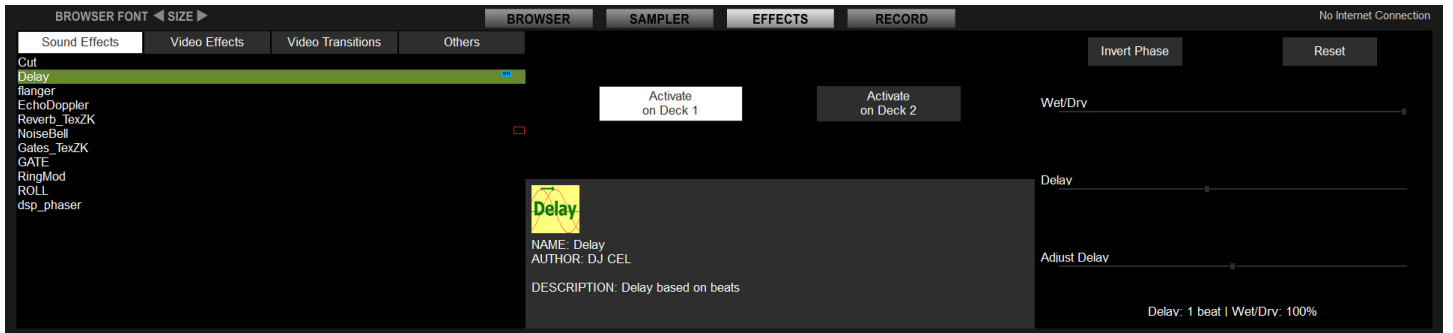 BROWSER FONT SIZE
BROWSER SAMPLER EFFECTS RECORD
No Internet Connection
Sound Effects Video Effects Video Transitions Others
Cut
Delay
flanger
EchoDoppler
Reverb_TexZK
NoiseBell
Gates_TexZK
GATE
RingMod
ROLL
dsp_phaser
Activate
on Deck 1
Activate
on Deck 2
Delay
NAME: Delay
AUTHOR: DJ CEL
DESCRIPTION: Delay based on beats
Invert Phase Reset
Wet/Dry
Delay
Adjust Delay
Delay: 1 beat | Wet/Dry: 100%